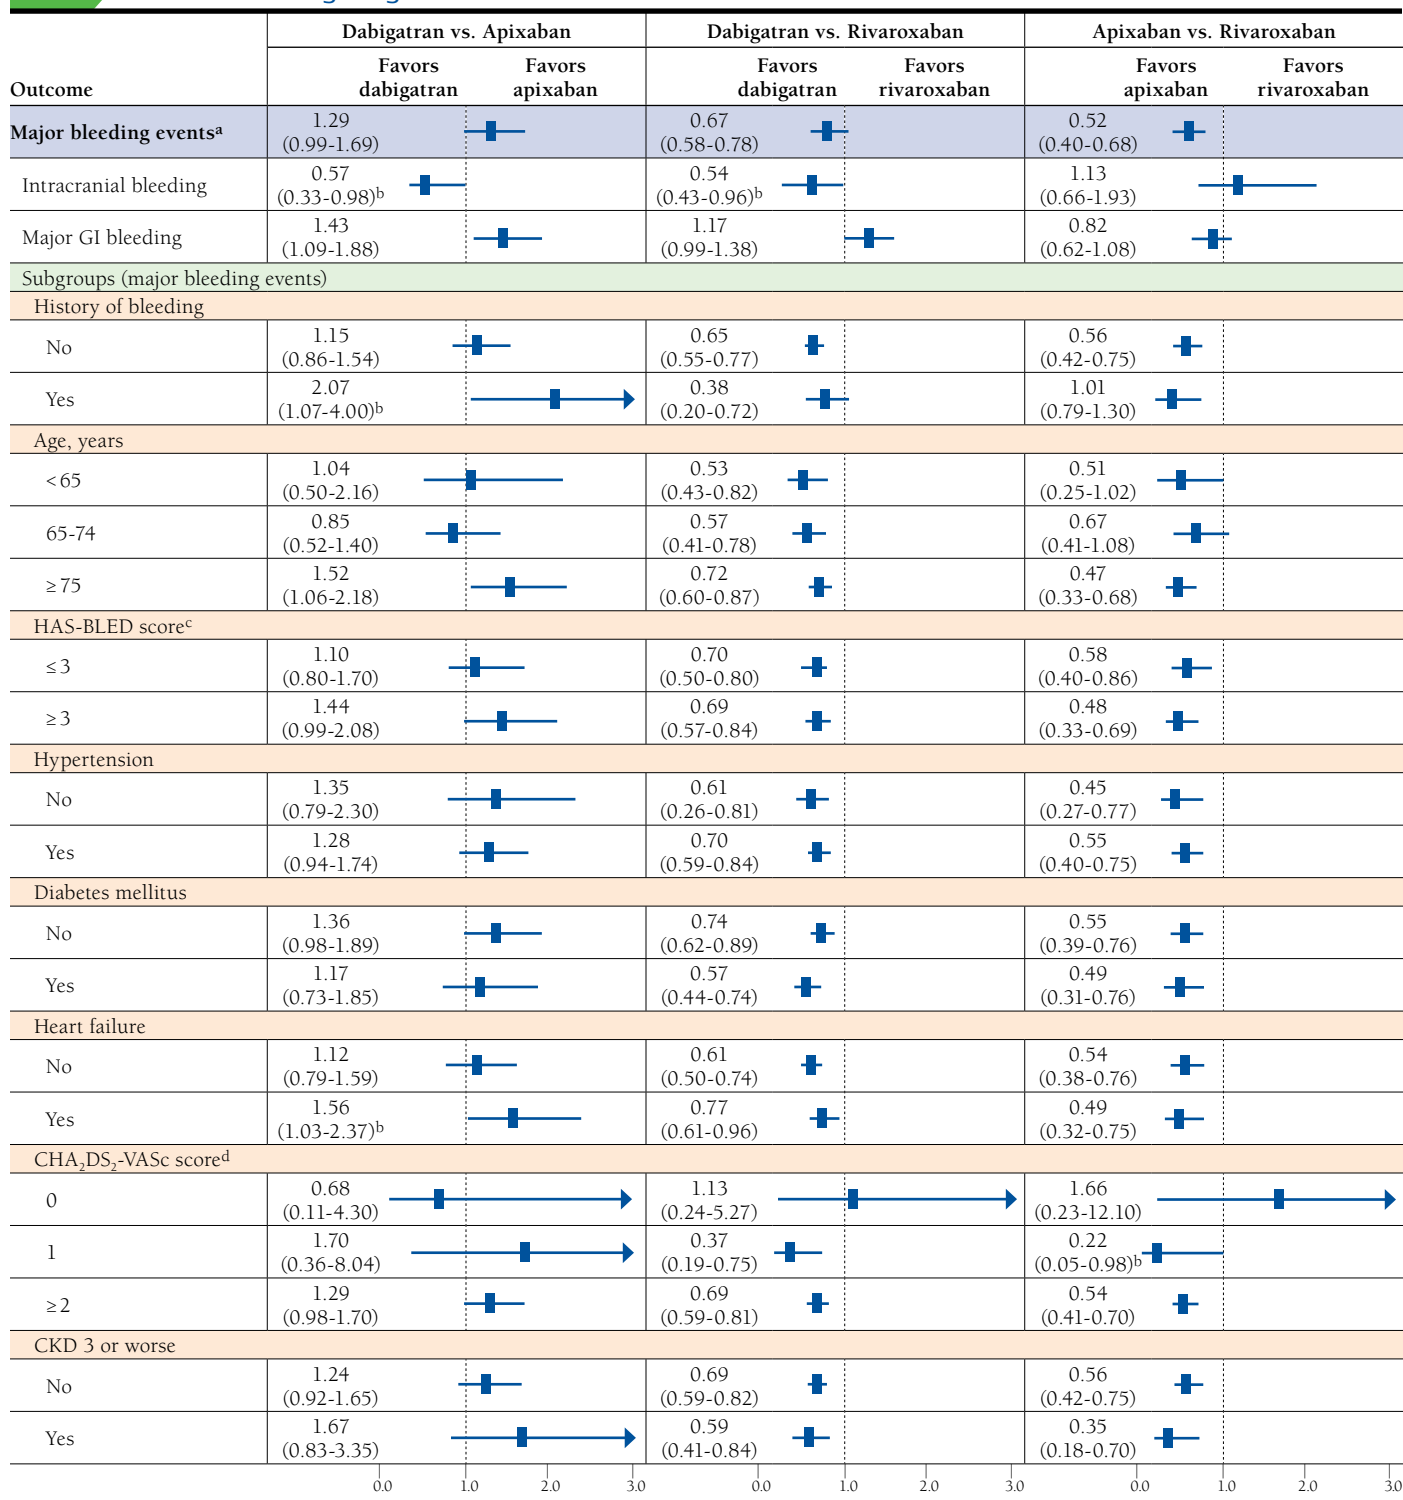 Dabigatran vs. Apixaban Dabigatran vs. Rivaroxaban Apixaban vs. Rivaroxaban
Outcome Favors dabigatran Favors apixaban Favors dabigatran Favors rivaroxaban Favors apixaban Favors rivaroxaban
Major bleeding eventsa 1.29 (0.99-1.69) 0.67 (0.58-0.78) 0.52 (0.40-0.68)
Intracranial bleeding 0.57 (0.33-0.98)b 0.54 (0.43-0.96)b 1.13 (0.66-1.93)
Major GI bleeding 1.43 (1.09-1.88) 1.17 (0.99-1.38) 0.82 (0.62-1.08)
Subgroups (major bleeding events)
History of bleeding
No 1.15 (0.86-1.54) 0.65 (0.55-0.77) 0.56 (0.42-0.75)
Yes 2.07 (1.07-4.00)b 0.38 (0.20-0.72) 1.01 (0.79-1.30)
Age, years
<65 1.04 (0.50-2.16) 0.53 (0.43-0.82) 0.51 (0.25-1.02)
65-74 0.85 (0.52-1.40) 0.57 (0.41-0.78) 0.67 (0.41-1.08)
≥75 1.52 (1.06-2.18) 0.72 (0.60-0.87) 0.47 (0.33-0.68)
HAS-BLED scorec
≤3 1.10 (0.80-1.70) 0.70 (0.50-0.80) 0.58 (0.40-0.86)
≥3 1.44 (0.99-2.08) 0.69 (0.57-0.84) 0.48 (0.33-0.69)
Hypertension
No 1.35 (0.79-2.30) 0.61 (0.26-0.81) 0.45 (0.27-0.77)
Yes 1.28 (0.94-1.74) 0.70 (0.59-0.84) 0.55 (0.40-0.75)
Diabetes mellitus
No 1.36 (0.98-1.89) 0.74 (0.62-0.89) 0.55 (0.39-0.76)
Yes 1.17 (0.73-1.85) 0.57 (0.44-0.74) 0.49 (0.31-0.76)
Heart failure
No 1.12 (0.79-1.59) 0.61 (0.50-0.74) 0.54 (0.38-0.76)
Yes 1.56 (1.03-2.37)b 0.77 (0.61-0.96) 0.49 (0.32-0.75)
CHA₂DS₂-VASc scored
0 0.68 (0.11-4.30) 1.13 (0.24-5.27) 1.66 (0.23-12.10)
1 1.70 (0.36-8.04) 0.37 (0.19-0.75) 0.22 (0.05-0.98)b
≥2 1.29 (0.98-1.70) 0.69 (0.59-0.81) 0.54 (0.41-0.70)
CKD 3 or worse
No 1.24 (0.92-1.65) 0.69 (0.59-0.82) 0.56 (0.42-0.75)
Yes 1.67 (0.83-3.35) 0.59 (0.41-0.84) 0.35 (0.18-0.70)
0.0 1.0 2.0 3.0 0.0 1.0 2.0 3.0 0.0 1.0 2.0 3.0